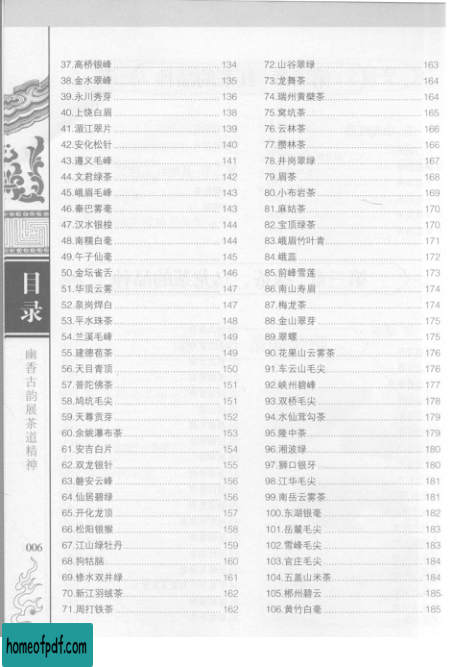 37.高桥银峰 134
38.金水翠峰 135
39.永川秀芽 136
40.上饶白眉 138
41.湄江翠片 139
42.安化松针 140
43.遵义毛峰 141
44.文君绿茶 142
45.峨眉毛峰 143
46.秦巴雾毫 143
47.汉水银梭 144
48.南糯白毫 144
49.午子仙毫 145
50.金坛雀舌 146
51.华顶云雾 147
52.泉岗辉白 147
53.平水珠茶 148
54.兰溪毛峰 149
55.建德苞茶 149
56.天目青顶 150
57.普陀佛茶 151
58.鸠坑毛尖 151
59.天尊贡芽 152
60.余姚瀑布茶 153
61.安吉白片 154
62.双龙银针 155
63.磐安云峰 156
64.仙居碧绿 156
65.开化龙顶 157
66.松阳银猴 158
67.江山绿牡丹 159
68.狗牯脑 160
69.修水双井绿 161
70.新江羽绒茶 162
71.周打铁茶 162
72.山谷翠绿 163
73.龙舞茶 164
74.瑞州黄檗茶 164
75.窝坑茶 165
76.云林茶 166
77.攒林茶 166
78.井岗翠绿 167
79.眉茶 168
80.小布岩茶 169
81.麻姑茶 170
82.宝顶绿茶 170
83.峨眉竹叶青 171
84.峨蕊 172
85.前峰雪莲 173
86.南山寿眉 174
87.梅龙茶 174
88.金山翠芽 175
89.翠螺 175
90.花果山云雾茶 176
91.车云山毛尖 176
92.峡州碧峰 177
93.双桥毛尖 178
94.水仙茸勾茶 179
95.隆中茶 179
96.湘波绿 180
97.狮口银牙 180
98.江华毛尖 181
99.南岳云雾茶 181
100.东湖银毫 182
101.岳麓毛尖 183
102.雪峰毛尖 183
103.官庄毛尖 184
104.五盖山米茶 184
105.郴州碧云 185
106.黄竹白毫 185
目录
幽香古韵展茶道精神
006
homeofpdf.com